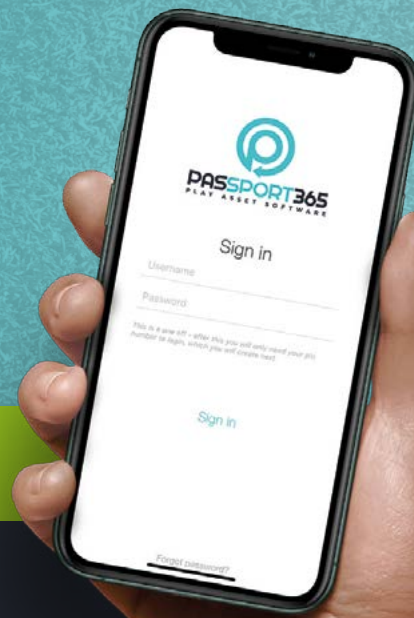 PASSPORT365
PLAY ASSET SOFTWARE
Sign in
Username
Password
This is a one off - after this you will only need your pin
number to login, which you will create next
Sign in
Forgot password?